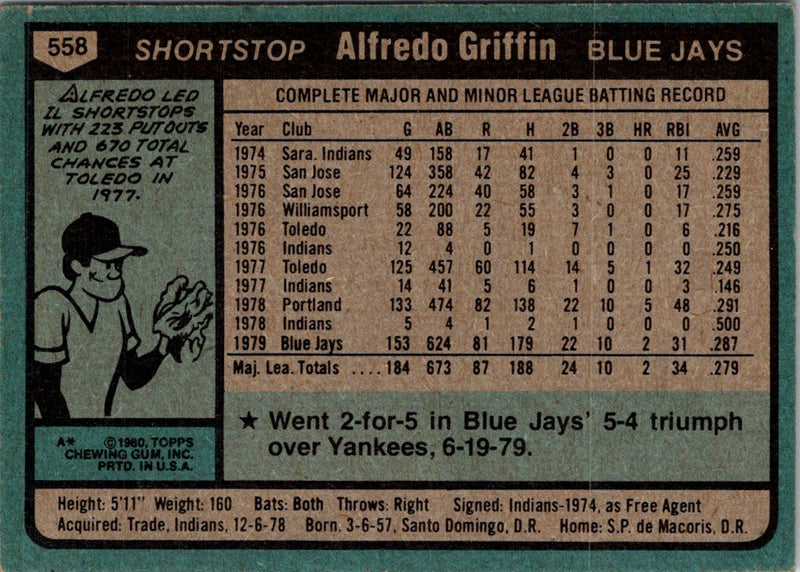 558 SHORTSTOP Alfredo Griffin BLUE JAYS
ALFREDO LED
IL SHORTSTOPS
WITH 223 PUTOUTS
AND 670 TOTAL
CHANCES AT
TOLEDO IN
1977.
COMPLETE MAJOR AND MINOR LEAGUE BATTING RECORD
Year Club G AB R H 2B 3B HR RBI AVG
1974 Sara. Indians 49 158 17 41 1 0 0 11 .259
1975 San Jose 124 358 42 82 4 3 0 25 .229
1976 San Jose 64 224 40 58 3 1 0 17 .259
1976 Williamsport 58 200 22 55 3 0 0 17 .275
1976 Toledo 22 88 5 19 7 1 0 6 .216
1976 Indians 12 4 0 1 0 0 0 0 .250
1977 Toledo 125 457 60 114 14 5 1 32 .249
1977 Indians 14 41 5 6 1 0 0 3 .146
1978 Portland 133 474 82 138 22 10 5 48 .291
1978 Indians 5 4 1 2 1 0 0 0 .500
1979 Blue Jays 153 624 81 179 22 10 2 31 .287
Maj. Lea. Totals .... 184 673 87 188 24 10 2 34 .279
★ Went 2-for-5 in Blue Jays' 5-4 triumph
over Yankees, 6-19-79.
A* ©1980, TOPPS
CHEWING GUM, INC.
PRTD. IN U.S.A.
Height: 5'11" Weight: 160 Bats: Both Throws: Right Signed: Indians-1974, as Free Agent
Acquired: Trade, Indians, 12-6-78 Born. 3-6-57, Santo Domingo, D.R. Home: S.P. de Macoris, D.R.